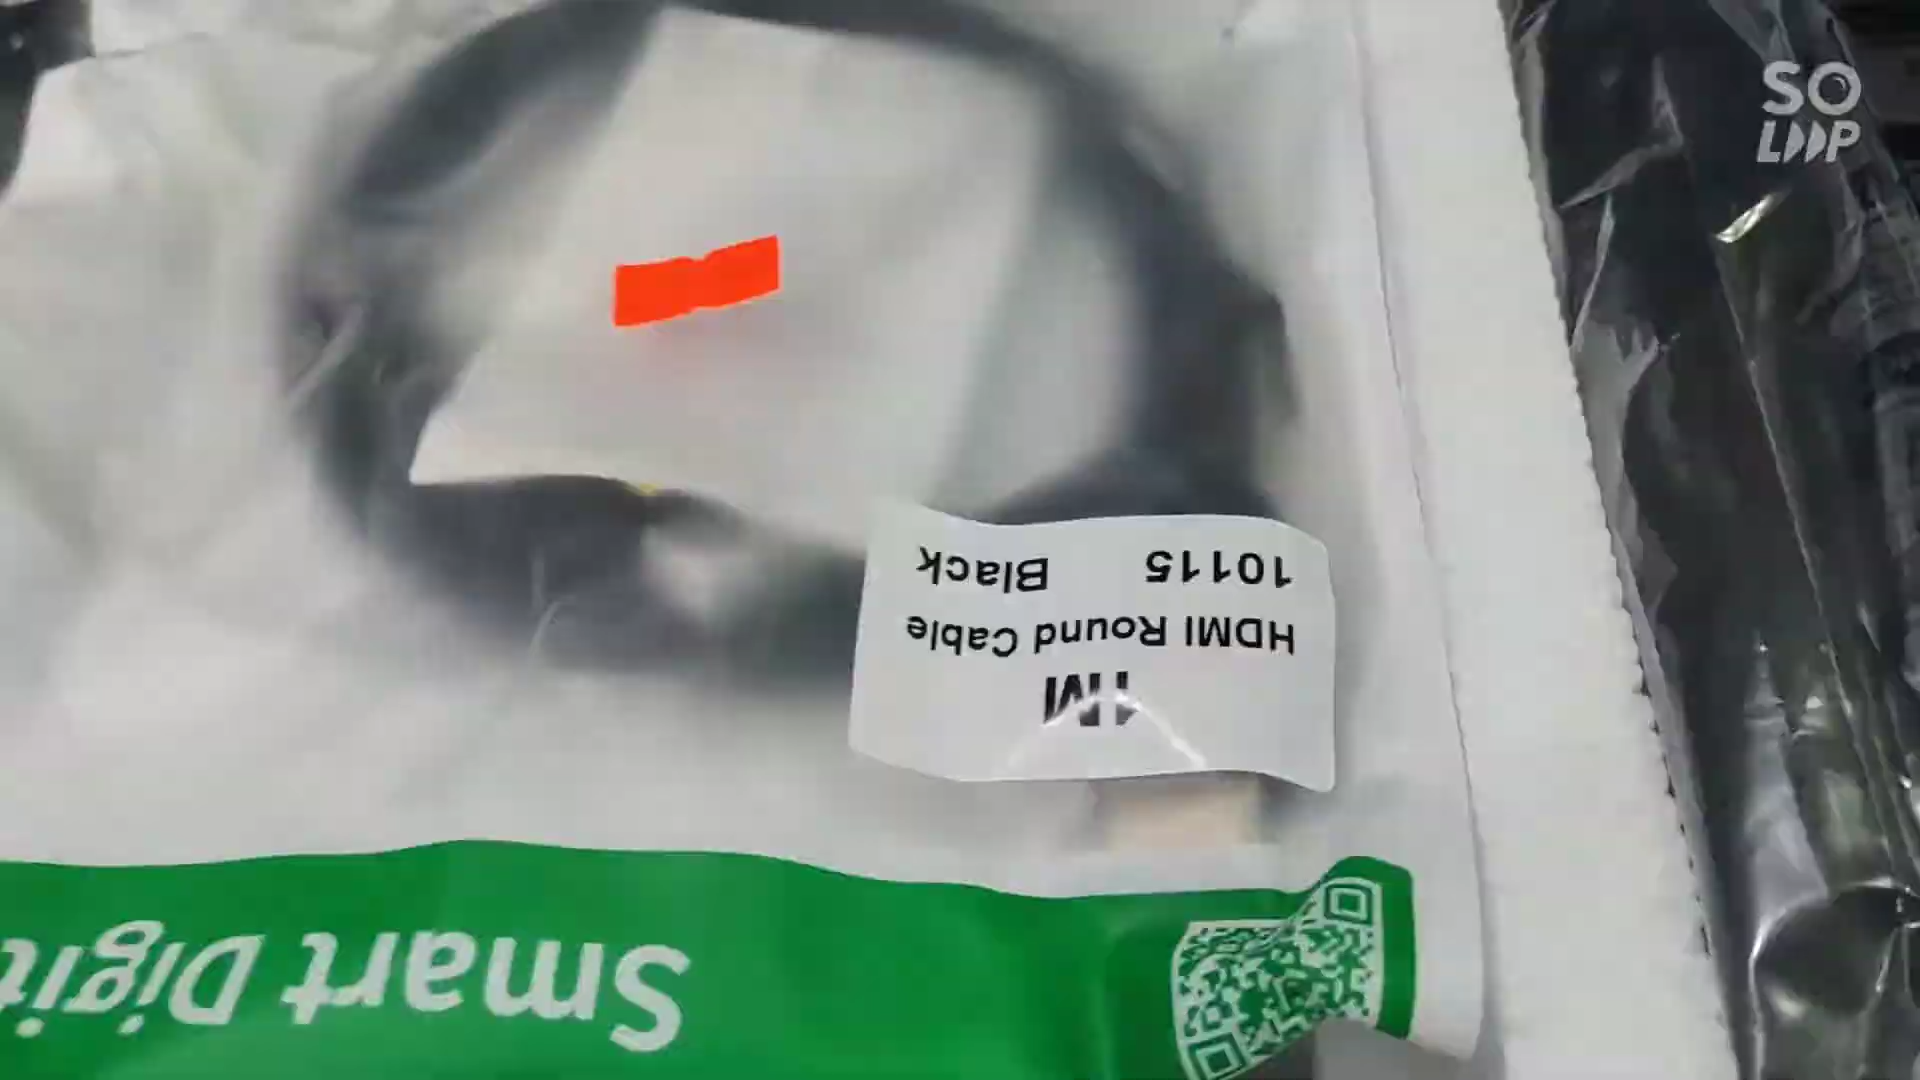 SO
LOOP
1M
HDMI Round Cable
10115 Black
Smart Digit